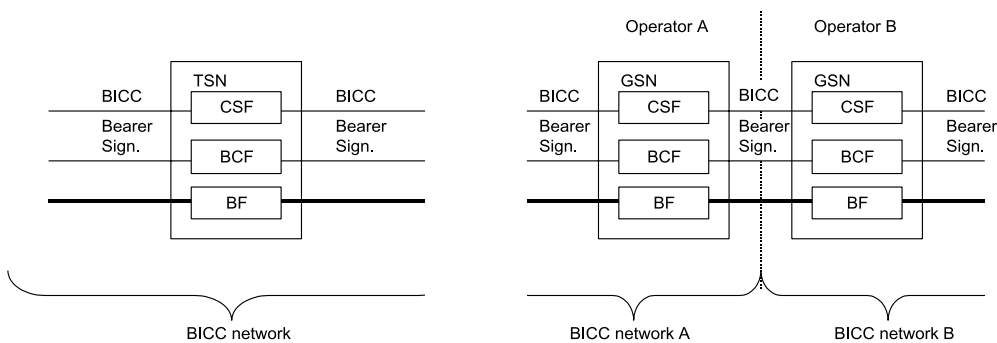 Operator A
Operator B
TSN
BICC
CSF
BICC
Bearer
Sign.
Bearer
Sign.
BCF
BF
BICC network
GSN
GSN
BICC
CSF
BICC
CSF
BICC
Bearer
Sign.
Bearer
Sign.
Bearer
Sign.
BCF
BCF
BF
BF
BICC network A
BICC network B